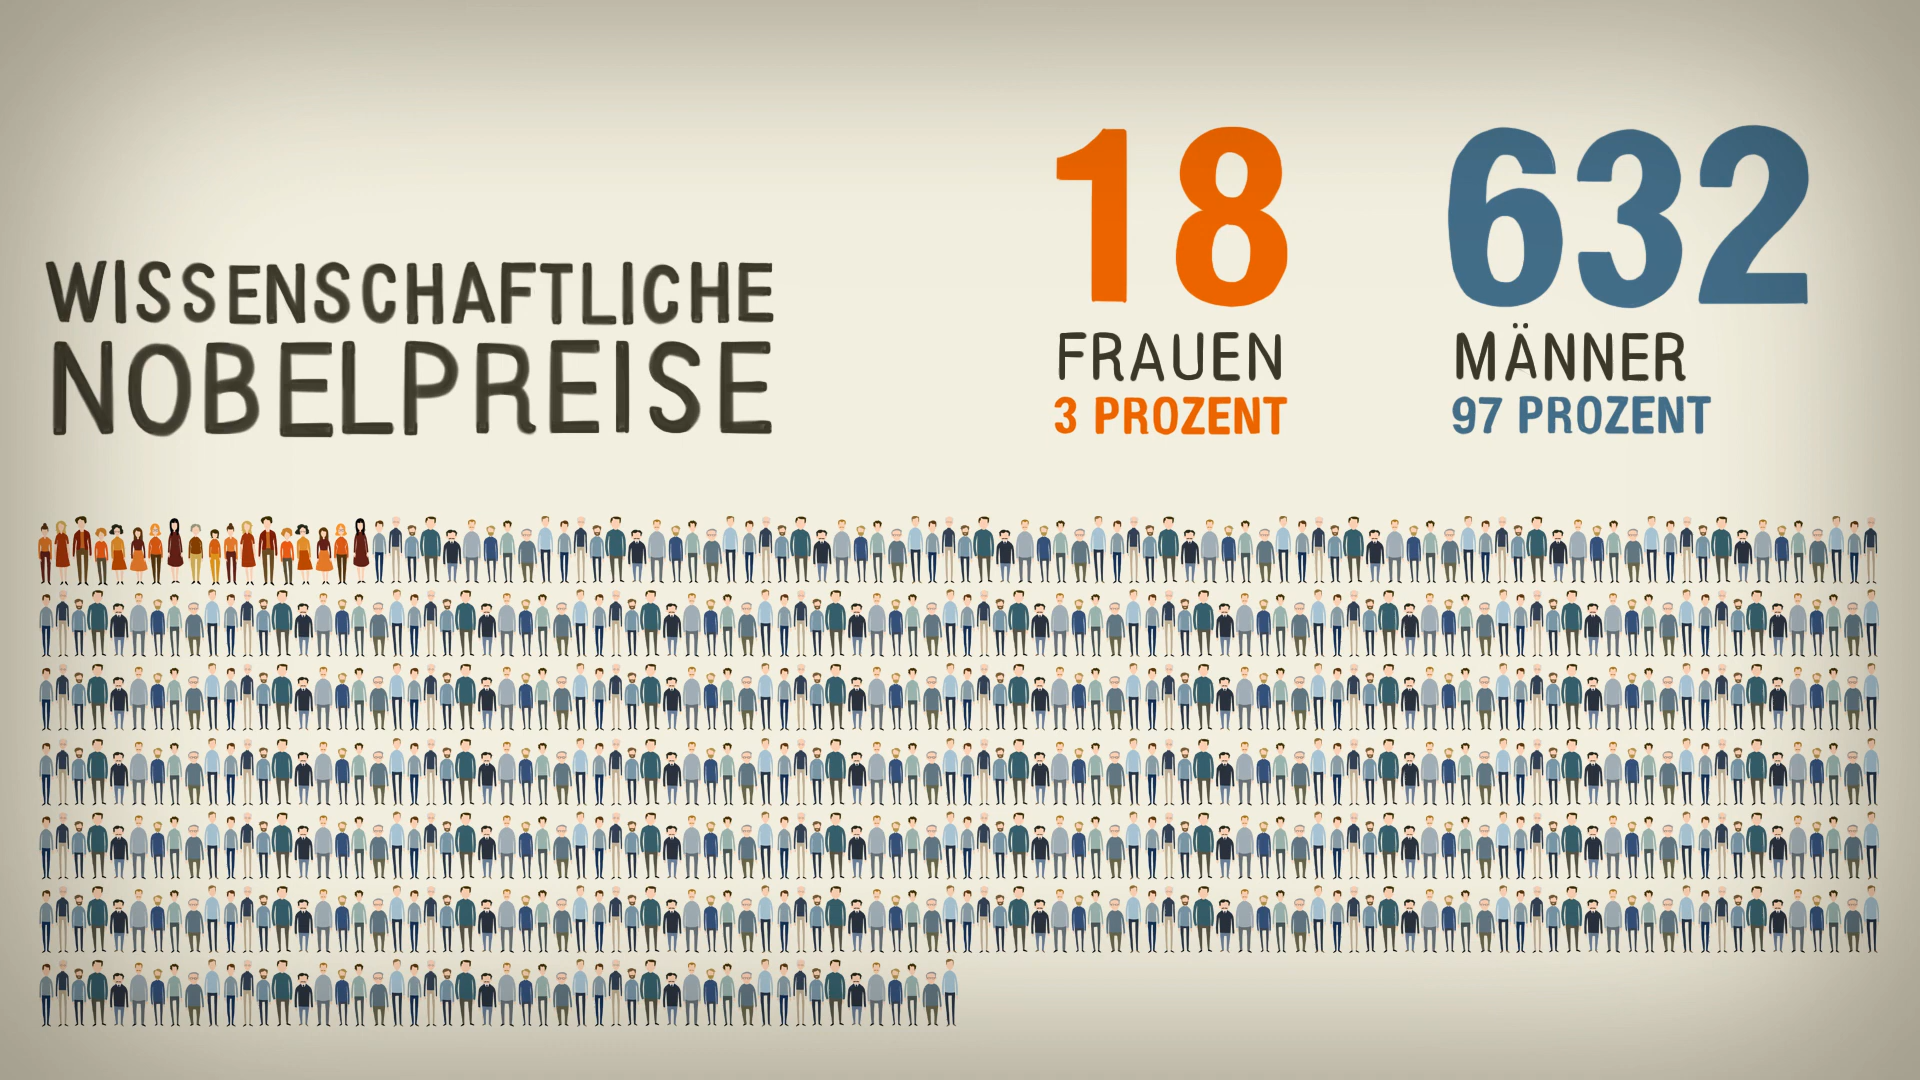 WISSENSCHAFTLICHE
NOBELPREISE
18
FRAUEN
3 PROZENT
632
MÄNNER
97 PROZENT